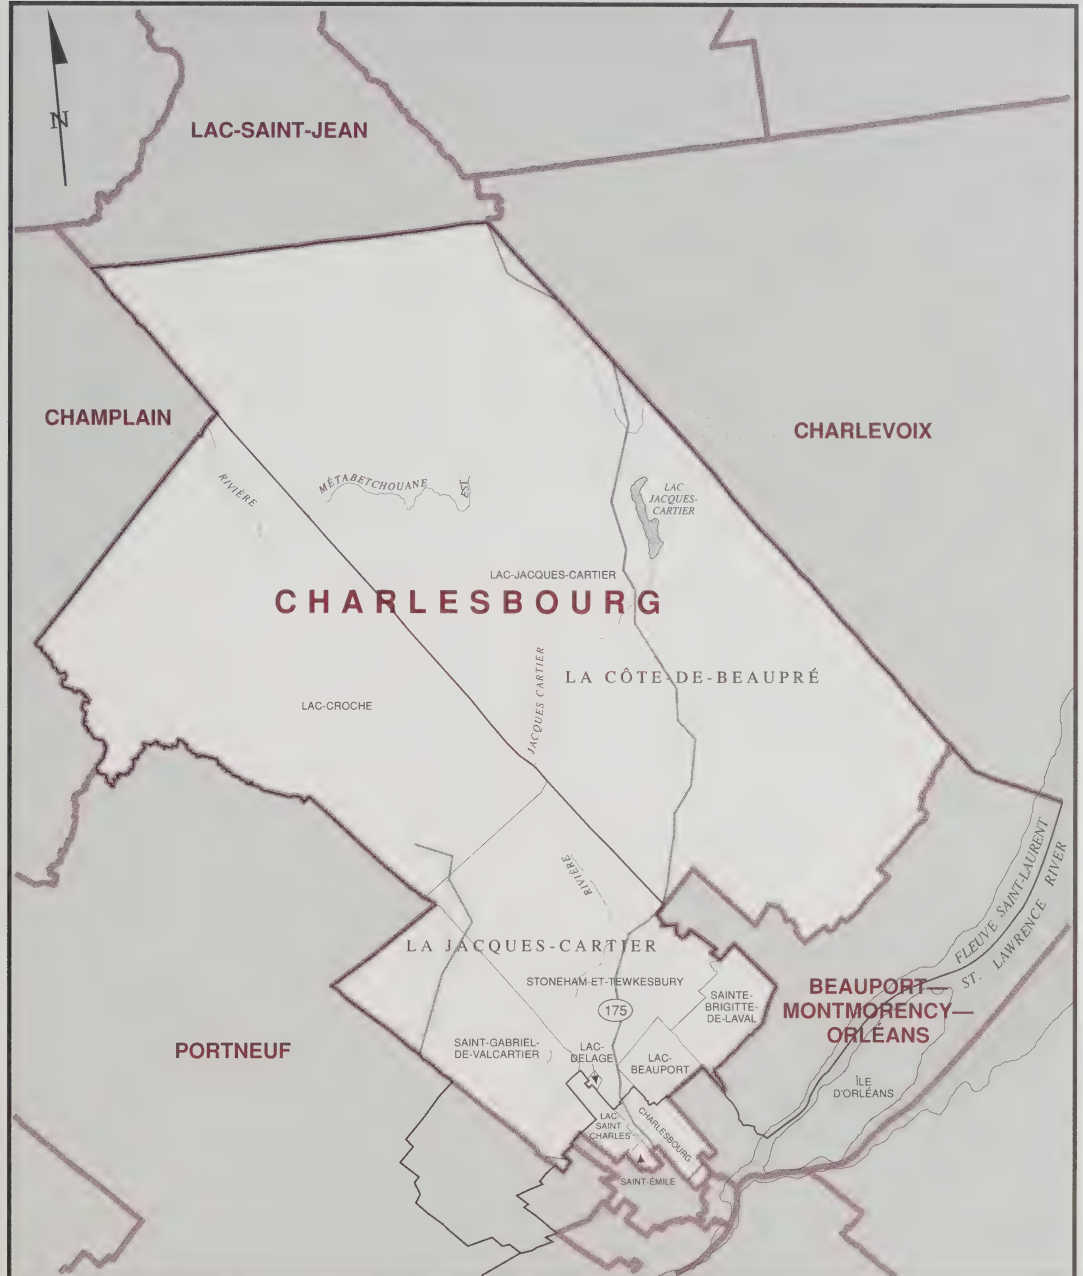 N
LAC-SAINT-JEAN
CHAMPLAIN
CHARLEVOIX
RIVIÈRE
MÉTABETCHOUANE
EST
LAC
JACQUES-
CARTIER
LAC-JACQUES-CARTIER
CHARLESBOURG
JACQUES CARTIER
LA CÔTE-DE-BEAUPRÉ
LAC-CROCHE
RIVIÈRE
FLEUVE SAINT-LAURENT
ST. LAWRENCE RIVER
LA JACQUES-CARTIER
STONEHAM-ET-TEWKESBURY
175
SAINTE-
BRIGITTE-
DE-LAVAL
BEAUPORT—
MONTMORENCY—
ORLÉANS
PORTNEUF
SAINT-GABRIEL-
DE-VALCARTIER
LAC-
DELAGE
LAC-
BEAUPORT
ÎLE
D'ORLÉANS
LAC
SAINT
CHARLES
CHARLESBOURG
SAINT-ÉMILE